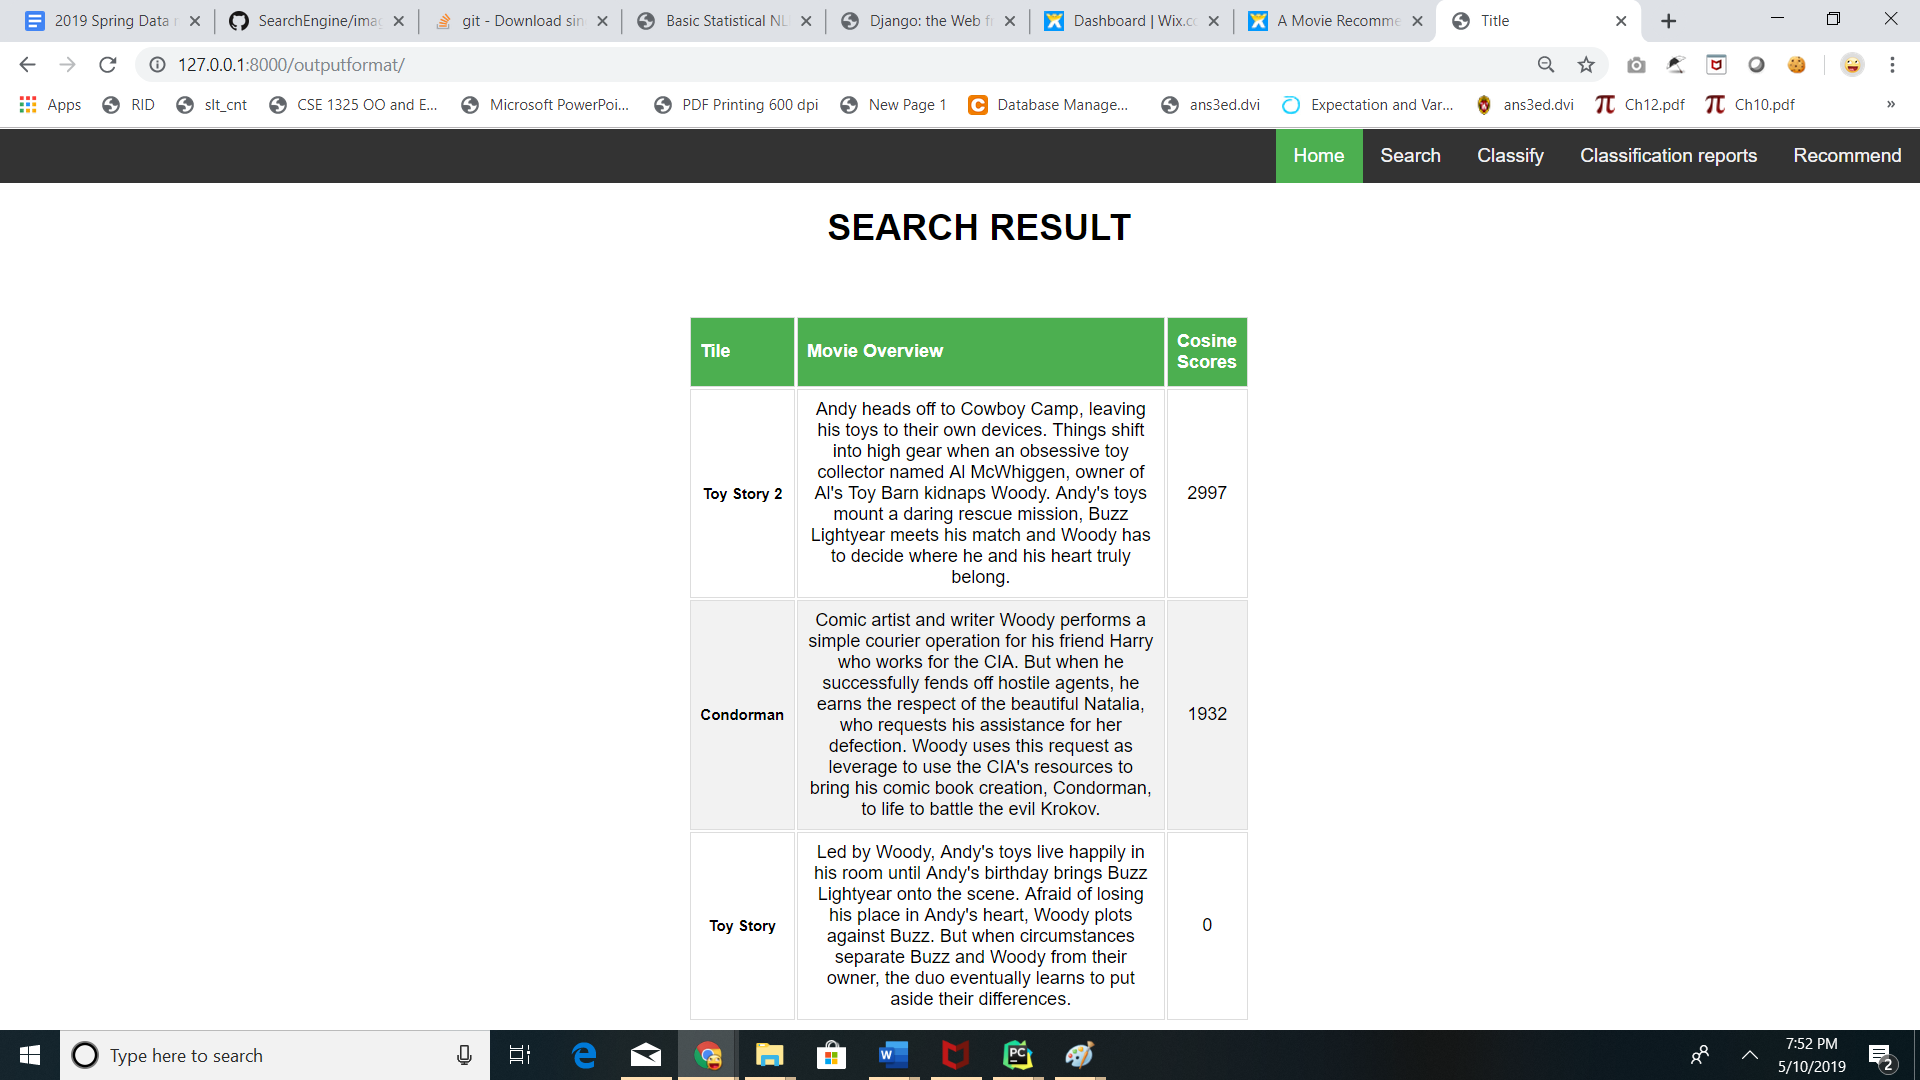 2019 Spring Data
SearchEngine/imag
git - Download sin
Basic Statistical NL
Django: the Web f
Dashboard | Wix.c
A Movie Recomme
Title
127.0.0.1:8000/outputformat/
Apps
RID
slt_cnt
CSE 1325 OO and E...
Microsoft PowerPoi...
PDF Printing 600 dpi
New Page 1
Database Manage...
ans3ed.dvi
Expectation and Var...
ans3ed.dvi
Ch12.pdf
Ch10.pdf
»
Home
Search
Classify
Classification reports
Recommend
SEARCH RESULT
Tile
Movie Overview
Cosine
Scores
Toy Story 2
Andy heads off to Cowboy Camp, leaving
his toys to their own devices. Things shift
into high gear when an obsessive toy
collector named Al McWhiggen, owner of
Al's Toy Barn kidnaps Woody. Andy's toys
mount a daring rescue mission, Buzz
Lightyear meets his match and Woody has
to decide where he and his heart truly
belong.
2997
Condorman
Comic artist and writer Woody performs a
simple courier operation for his friend Harry
who works for the CIA. But when he
successfully fends off hostile agents, he
earns the respect of the beautiful Natalia,
who requests his assistance for her
defection. Woody uses this request as
leverage to use the CIA's resources to
bring his comic book creation, Condorman,
to life to battle the evil Krokov.
1932
Toy Story
Led by Woody, Andy's toys live happily in
his room until Andy's birthday brings Buzz
Lightyear onto the scene. Afraid of losing
his place in Andy's heart, Woody plots
against Buzz. But when circumstances
separate Buzz and Woody from their
owner, the duo eventually learns to put
aside their differences.
0
Type here to search
7:52 PM
5/10/2019
2